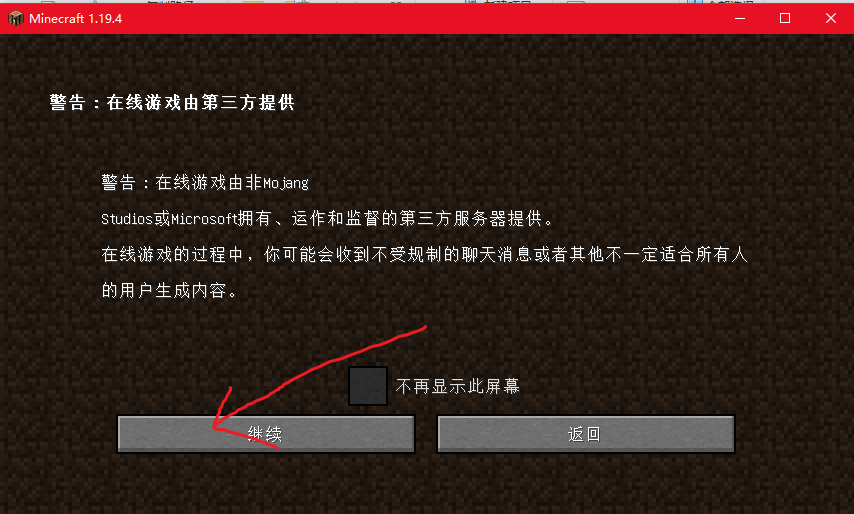 Minecraft 1.19.4
警告：在线游戏由第三方提供
警告：在线游戏由非Mojang
Studios或Microsoft拥有、运作和监督的第三方服务器提供。
在线游戏的过程中，你可能会收到不受规制的聊天消息或者其他不一定适合所有人
的用户生成内容。
不再显示此屏幕
继续
返回